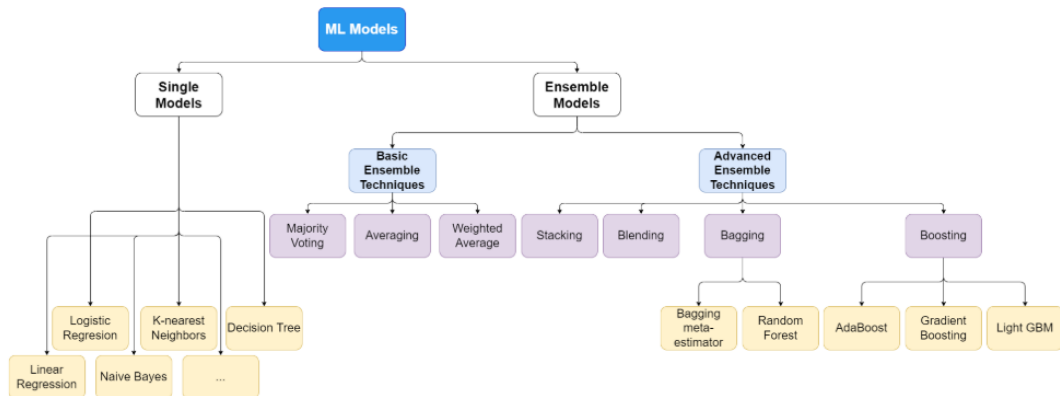 ML Models
Single
Models
Ensemble
Models
Basic
Ensemble
Techniques
Advanced
Ensemble
Techniques
Majority
Voting
Averaging
Weighted
Average
Stacking
Blending
Bagging
Boosting
Logistic
Regresion
K-nearest
Neighbors
Decision Tree
Bagging
meta-
estimator
Random
Forest
AdaBoost
Gradient
Boosting
Light GBM
Linear
Regression
Naive Bayes
...